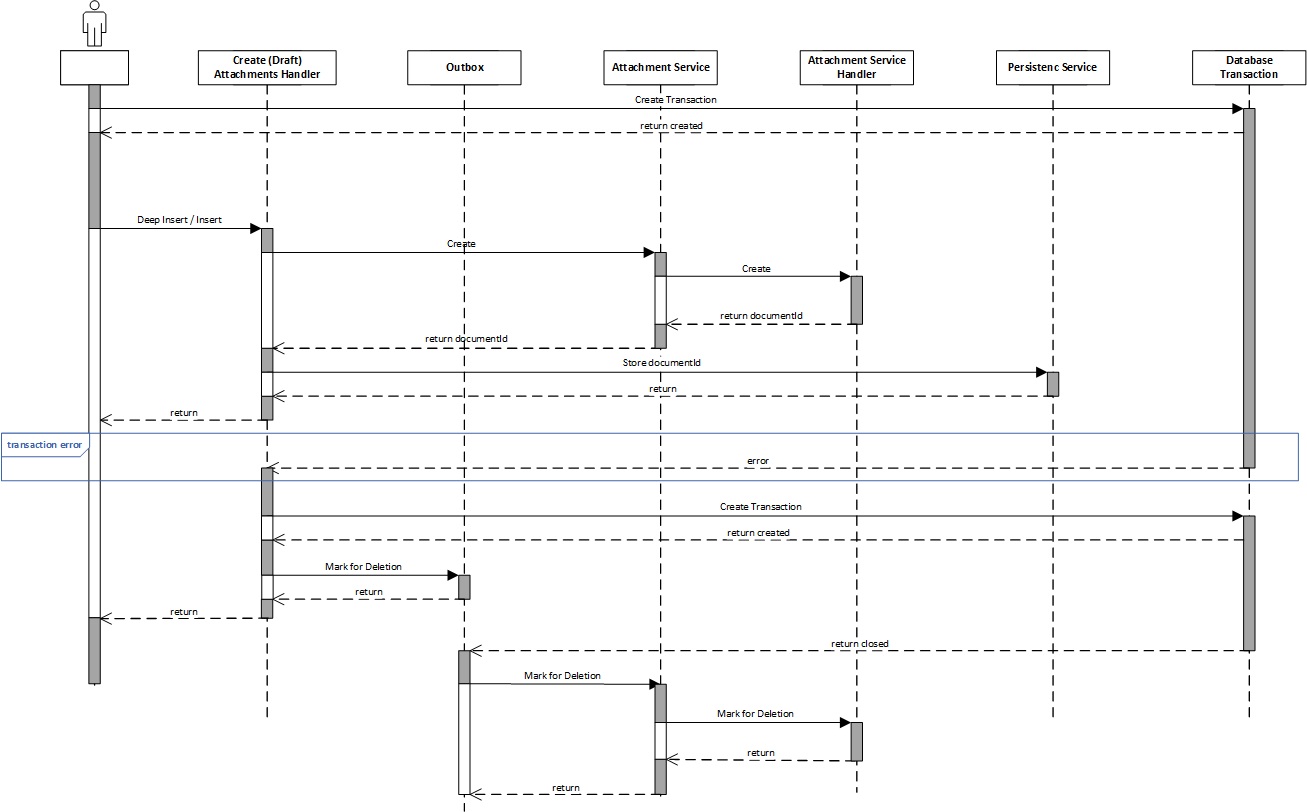 Create (Draft)
Attachments Handler
Outbox
Attachment Service
Attachment Service
Handler
Persistenc Service
Database
Transaction
Create Transaction
return created
Deep Insert / Insert
Create
Create
return documentId
return documentId
Store documentId
return
return
transaction error
error
Create Transaction
return created
Mark for Deletion
return
return
return closed
Mark for Deletion
Mark for Deletion
return
return